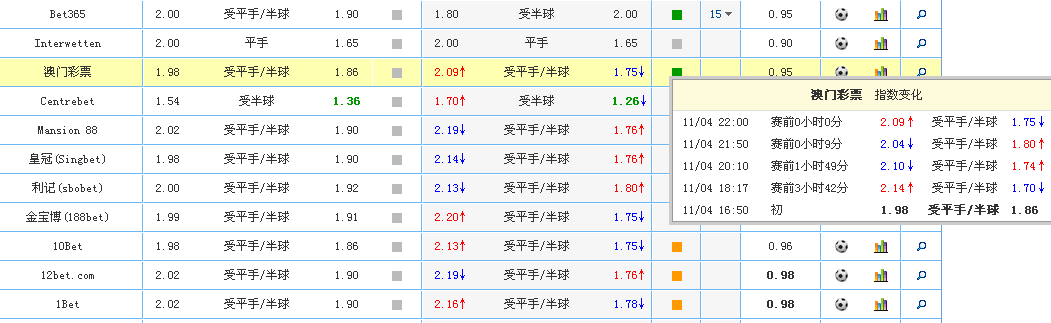 Bet365 2.00 受平手/半球 1.90 1.80 受半球 2.00 15 0.95
Interwetten 2.00 平手 1.65 2.00 平手 1.65 0.90
澳门彩票 1.98 受平手/半球 1.86 2.09↑ 受平手/半球 1.75↓ 0.95
Centrebet 1.54 受半球 1.36 1.70↑ 受半球 1.26↓
Mansion 88 2.02 受平手/半球 1.90 2.19↓ 受平手/半球 1.76↑
皇冠(Singbet) 1.98 受平手/半球 1.90 2.14↓ 受平手/半球 1.76↑
利记(sbobet) 2.00 受平手/半球 1.92 2.13↓ 受平手/半球 1.80↑
金宝博(188bet) 1.99 受平手/半球 1.91 2.20↑ 受平手/半球 1.75↓
10Bet 1.98 受平手/半球 1.86 2.13↑ 受平手/半球 1.75↓ 0.96
12bet.com 2.02 受平手/半球 1.90 2.19↓ 受平手/半球 1.76↑ 0.98
1Bet 2.02 受平手/半球 1.90 2.16↑ 受平手/半球 1.78↓ 0.98
澳门彩票 指数变化
11/04 22:00 赛前0小时0分 2.09↑ 受平手/半球 1.75↓
11/04 21:50 赛前0小时9分 2.04↓ 受平手/半球 1.80↑
11/04 20:10 赛前1小时49分 2.10↓ 受平手/半球 1.74↑
11/04 18:17 赛前3小时42分 2.14↑ 受平手/半球 1.70↓
11/04 16:50 初 1.98 受平手/半球 1.86